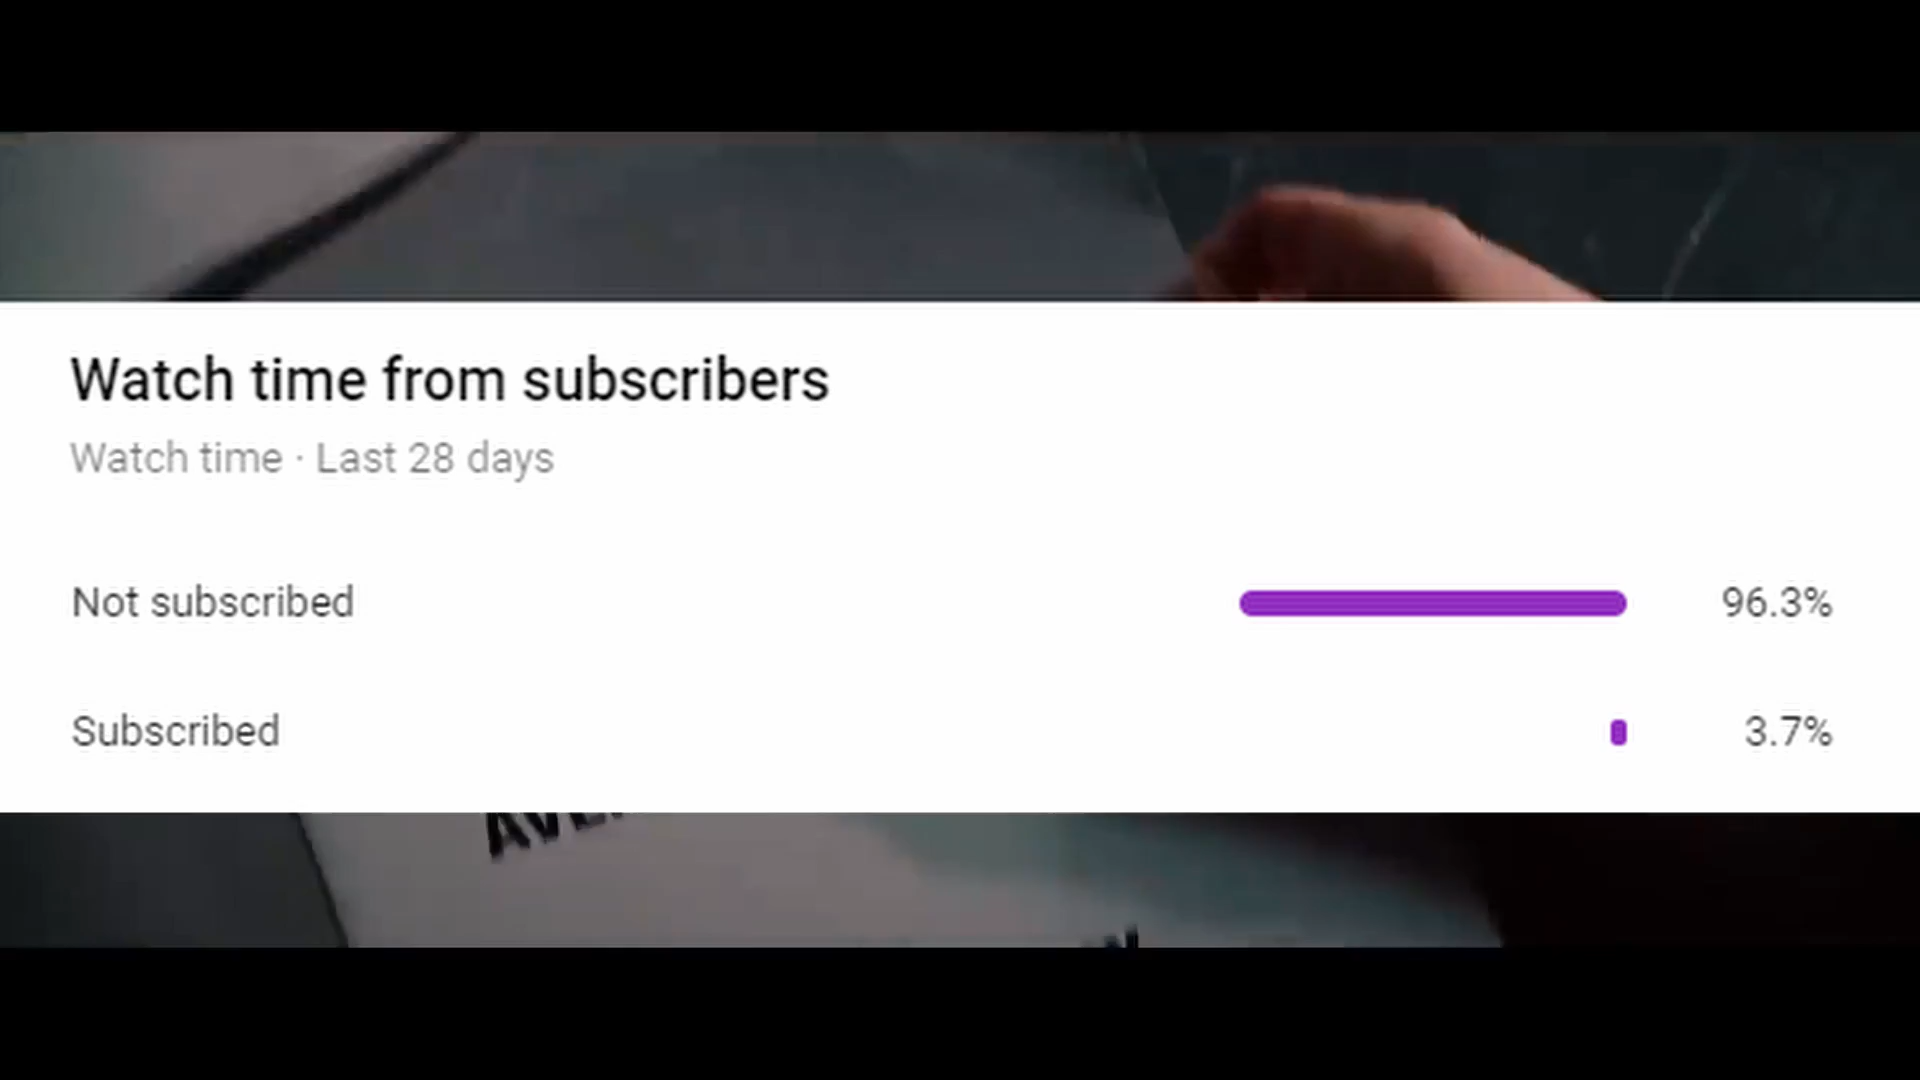 Watch time from subscribers
Watch time · Last 28 days
Not subscribed
96.3%
Subscribed
3.7%